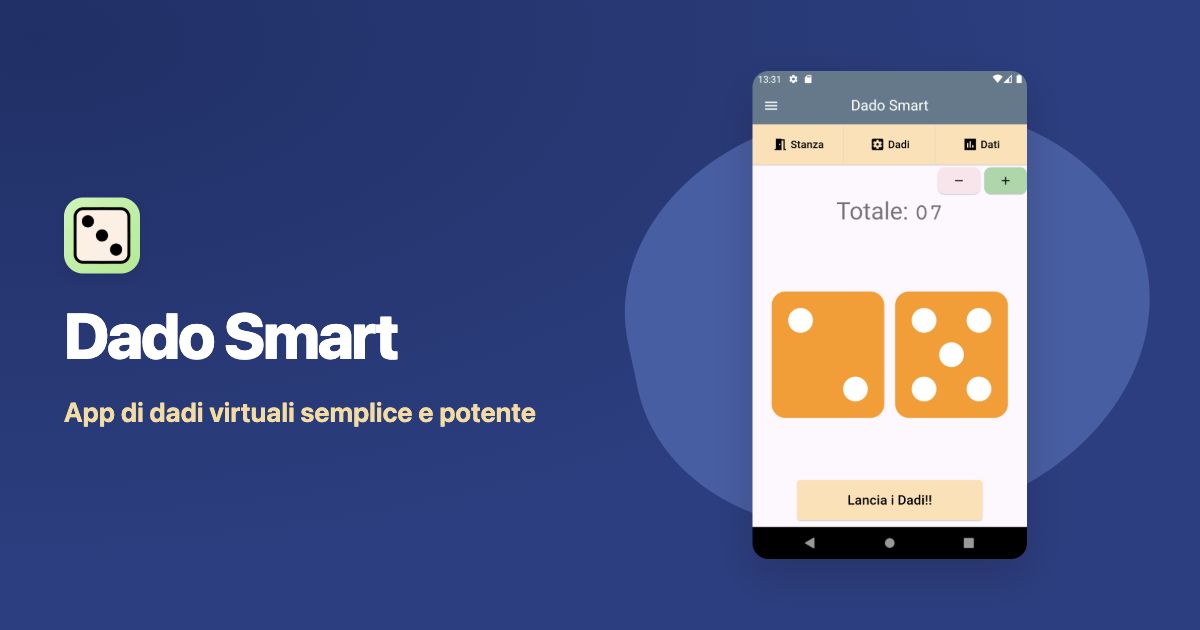 Dado Smart
App di dadi virtuali semplice e potente
13:31
Dado Smart
Stanza Dadi Dati
− +
Totale: 07
Lancia i Dadi!!